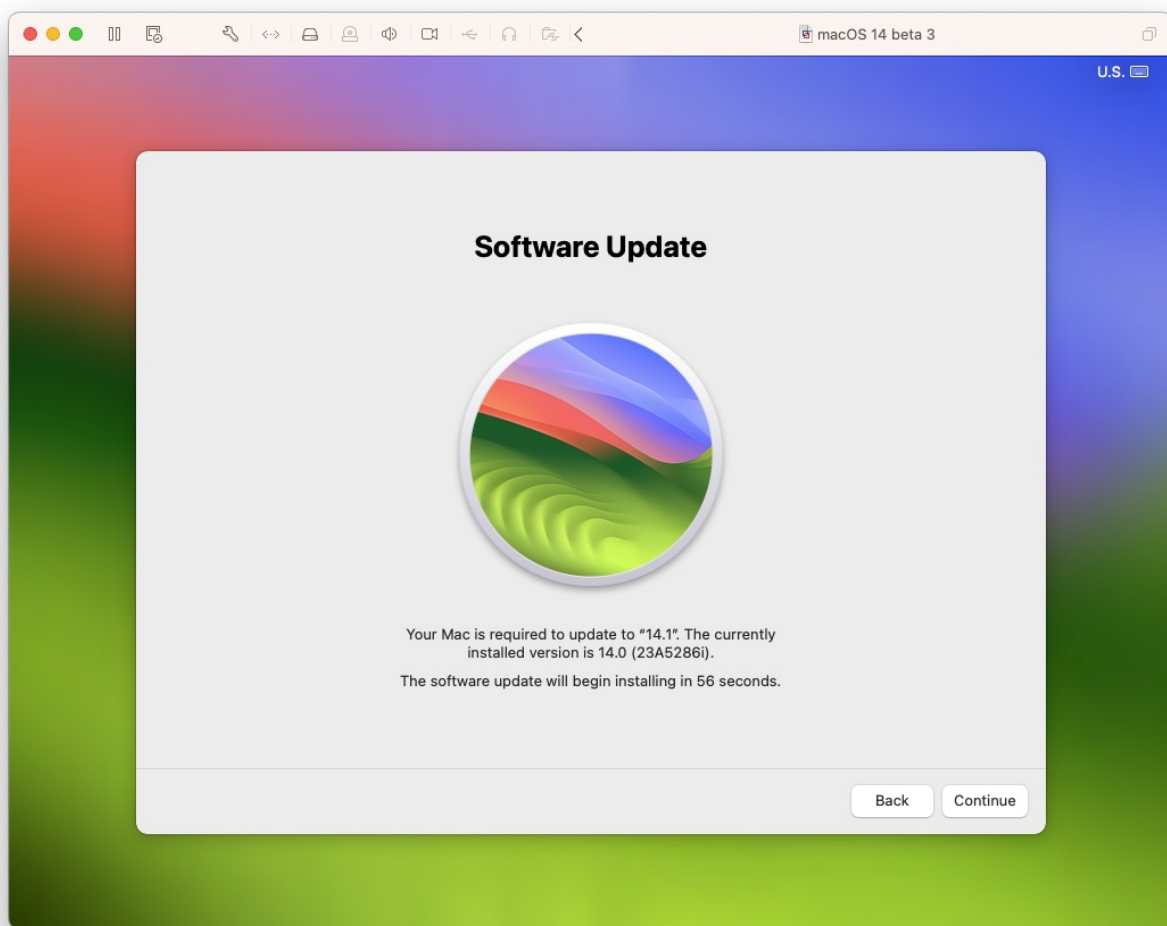 macOS 14 beta 3
U.S.
Software Update
Your Mac is required to update to “14.1”. The currently
installed version is 14.0 (23A5286i).
The software update will begin installing in 56 seconds.
Back
Continue